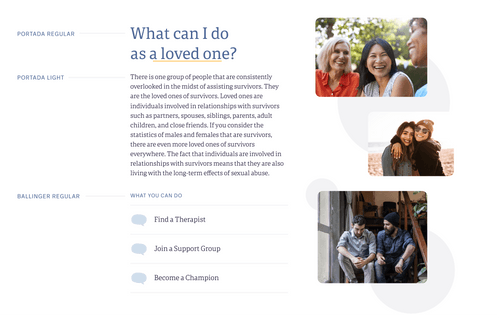 PORTADA REGULAR
What can I do
as a loved one?
PORTADA LIGHT
There is one group of people that are consistently
overlooked in the midst of assisting survivors. They
are the loved ones of survivors. Loved ones are
individuals involved in relationships with survivors
such as partners, spouses, siblings, parents, adult
children, and close friends. If you consider the
statistics of males and females that are survivors,
there are even more loved ones of survivors
everywhere. The fact that individuals are involved in
relationships with survivors means that they are also
living with the long-term effects of sexual abuse.
BALLINGER REGULAR
WHAT YOU CAN DO
Find a Therapist
Join a Support Group
Become a Champion